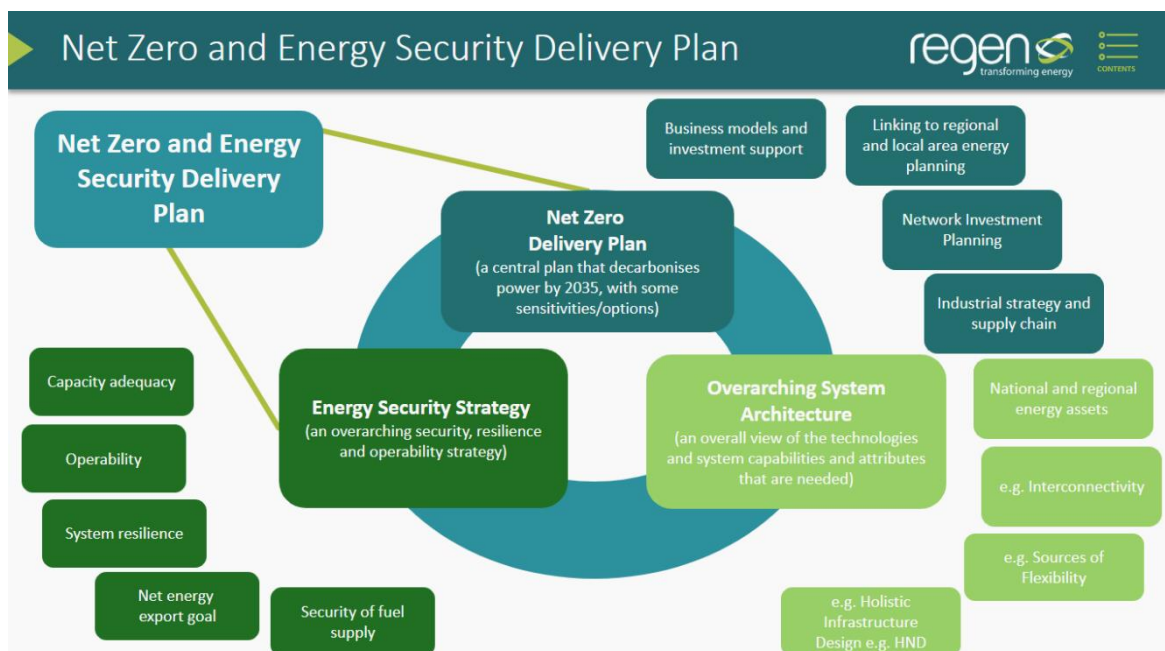 Net Zero and Energy Security Delivery Plan
regen
transforming energy
CONTENTS
Net Zero and Energy
Security Delivery
Plan
Business models and
investment support
Linking to regional
and local area energy
planning
Net Zero
Delivery Plan
(a central plan that decarbonises
power by 2035, with some
sensitivities/options)
Network Investment
Planning
Industrial strategy and
supply chain
Capacity adequacy
Energy Security Strategy
(an overarching security, resilience
and operability strategy)
Overarching System
Architecture
(an overall view of the technologies
and system capabilities and attributes
that are needed)
National and regional
energy assets
Operability
e.g. Interconnectivity
System resilience
e.g. Sources of
Flexibility
Net energy
export goal
Security of fuel
supply
e.g. Holistic
Infrastructure
Design e.g. HND